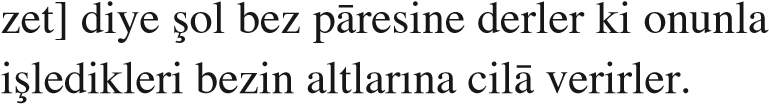 zet] diye şol bez pāresine derler ki onunla
işledikleri bezin altlarına cilā verirler.